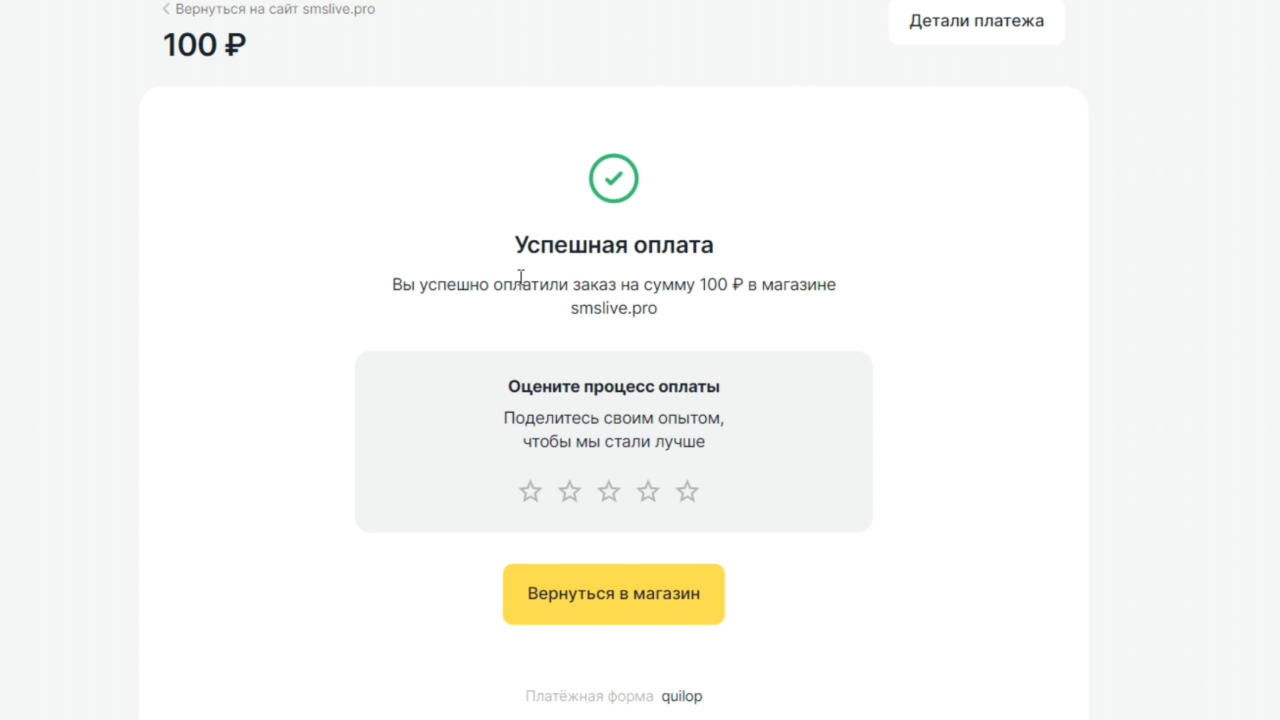 Вернуться на сайт smslive.pro
100 ₽
Детали платежа
Успешная оплата
Вы успешно оплатили заказ на сумму 100 ₽ в магазине
smslive.pro
Оцените процесс оплаты
Поделитесь своим опытом,
чтобы мы стали лучше
Вернуться в магазин
Платёжная форма quilop